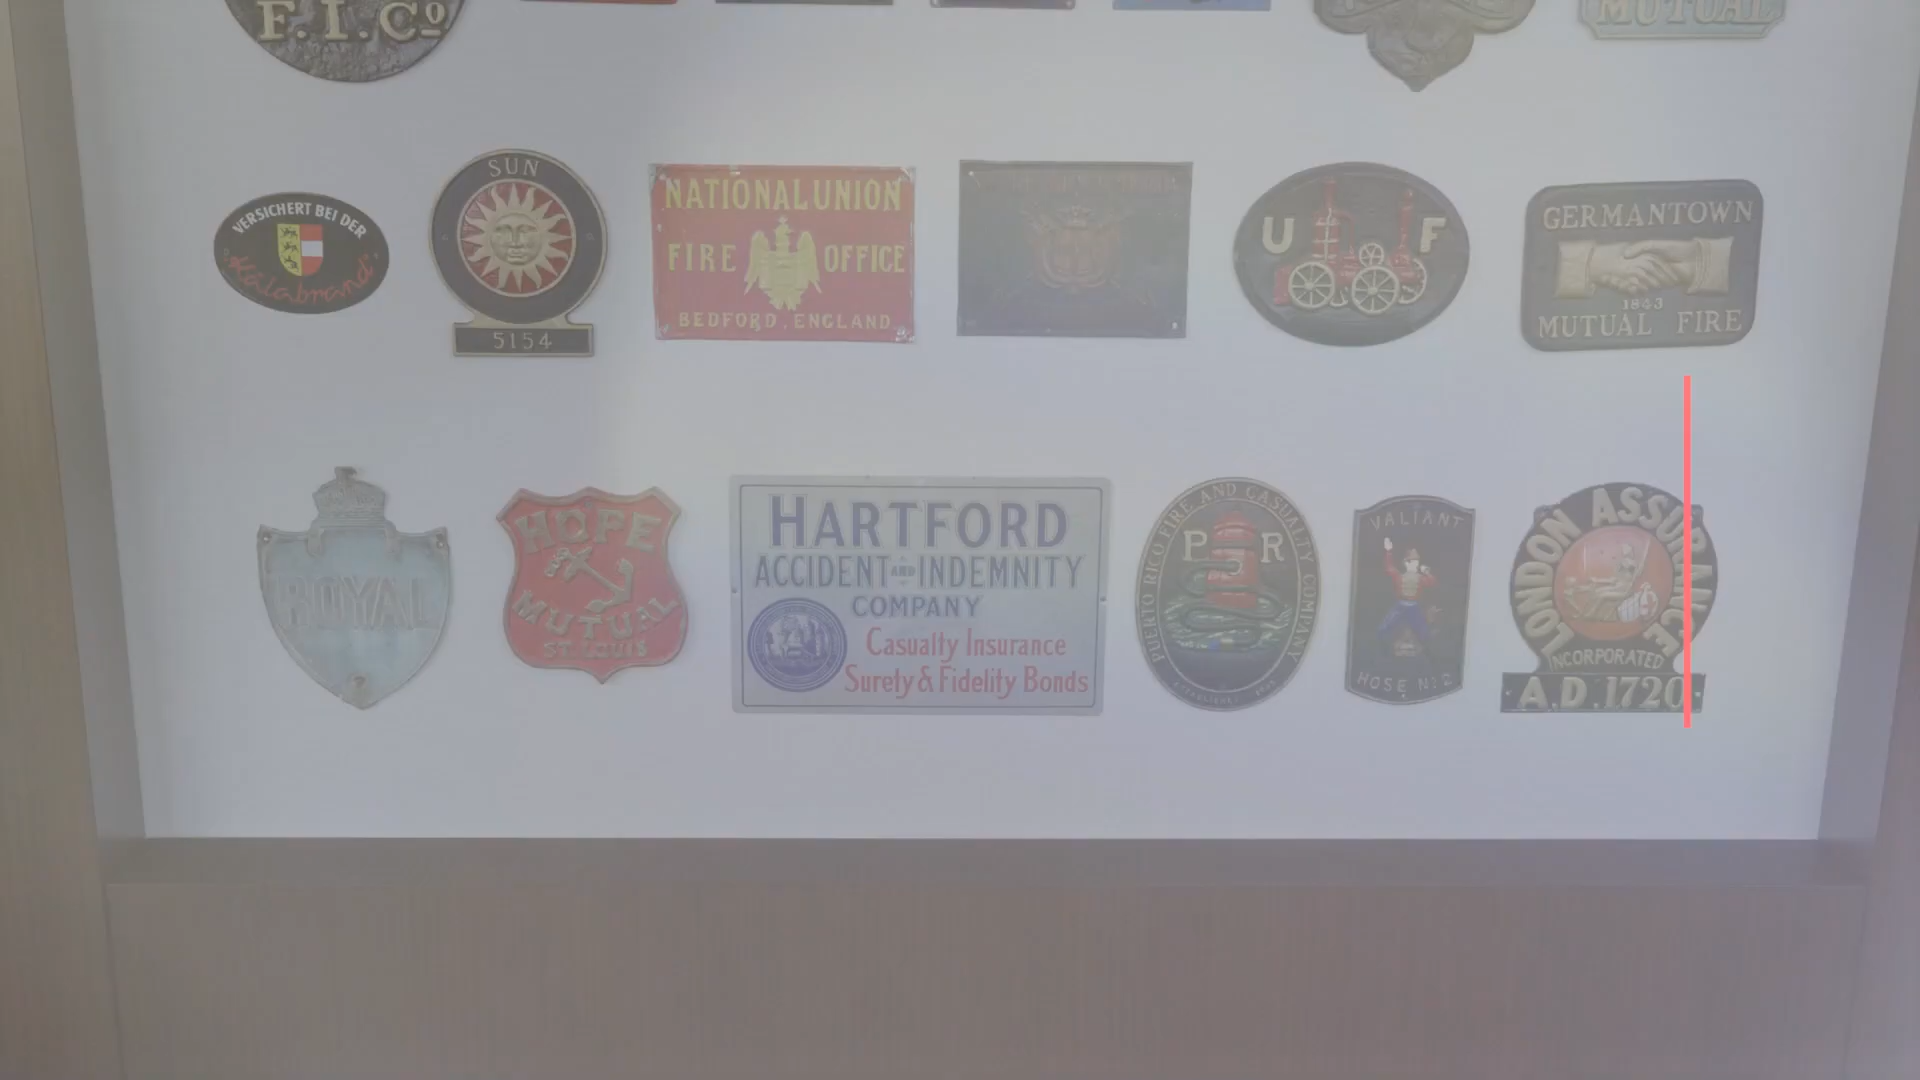 F.I.Co
MUTUAL
VERSICHERT BEI DER
Kälabrand
SUN
5154
NATIONAL UNION
FIRE OFFICE
BEDFORD, ENGLAND
U F
GERMANTOWN
1843
MUTUAL FIRE
ROYAL
HOPE
MUTUAL
ST. LOUIS
HARTFORD
ACCIDENT AND INDEMNITY
COMPANY
Casualty Insurance
Surety & Fidelity Bonds
PUERTO RICO FIRE AND CASUALTY COMPANY
P R
VALIANT
HOSE No 2
LONDON ASSURANCE
INCORPORATED
A.D. 1720